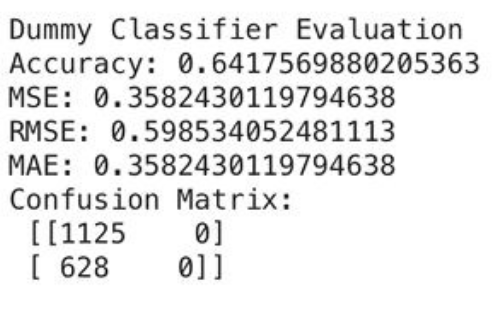 Dummy Classifier Evaluation
Accuracy: 0.6417569880205363
MSE: 0.3582430119794638
RMSE: 0.598534052481113
MAE: 0.3582430119794638
Confusion Matrix:
[[1125    0]
[ 628    0]]